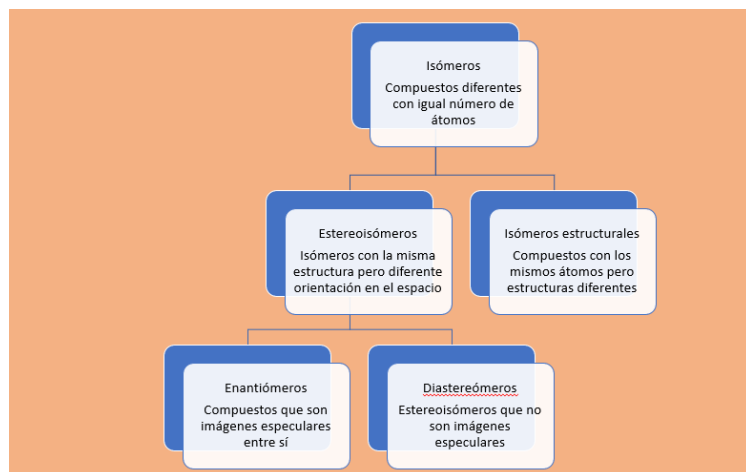 Isómeros
Compuestos diferentes
con igual número de
átomos
Estereoisómeros
Isómeros con la misma
estructura pero diferente
orientación en el espacio
Isómeros estructurales
Compuestos con los
mismos átomos pero
estructuras diferentes
Enantiómeros
Compuestos que son
imágenes especulares
entre sí
Diastereómeros
Estereoisómeros que no
son imágenes
especulares